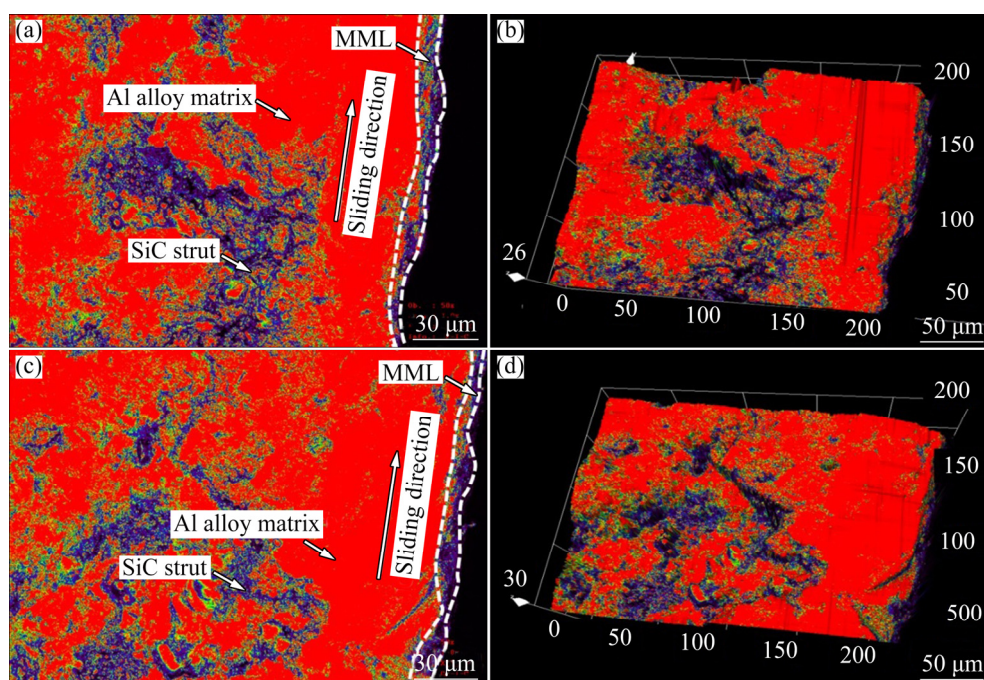 (a)
MML
Al alloy matrix
Sliding direction
SiC strut
30 μm
(b)
200
150
100
50
26
0
50
100
150
200
50 μm
(c)
MML
Sliding direction
Al alloy matrix
SiC strut
30 μm
(d)
200
150
100
500
30
0
50
100
150
200
50 μm